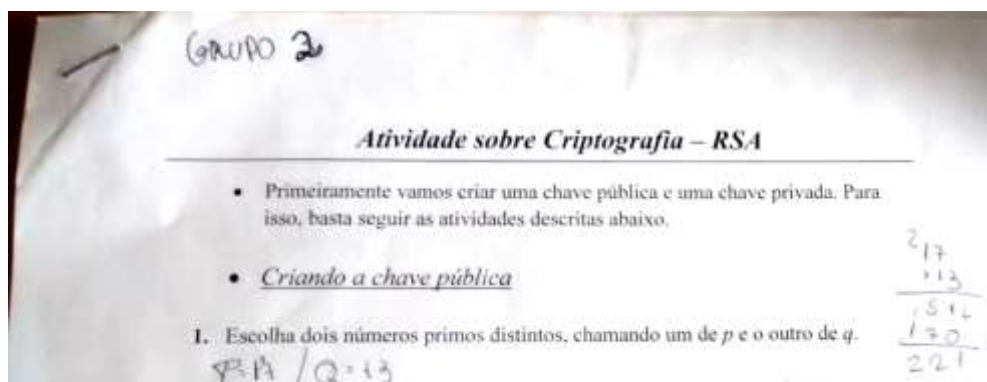 GRUPO 2
Atividade sobre Criptografia – RSA
• Primeiramente vamos criar uma chave pública e uma chave privada. Para
isso, basta seguir as atividades descritas abaixo.
• Criando a chave pública
1. Escolha dois números primos distintos, chamando um de p e o outro de q.
P=17 / Q=13
2
17
×13
51
170
221